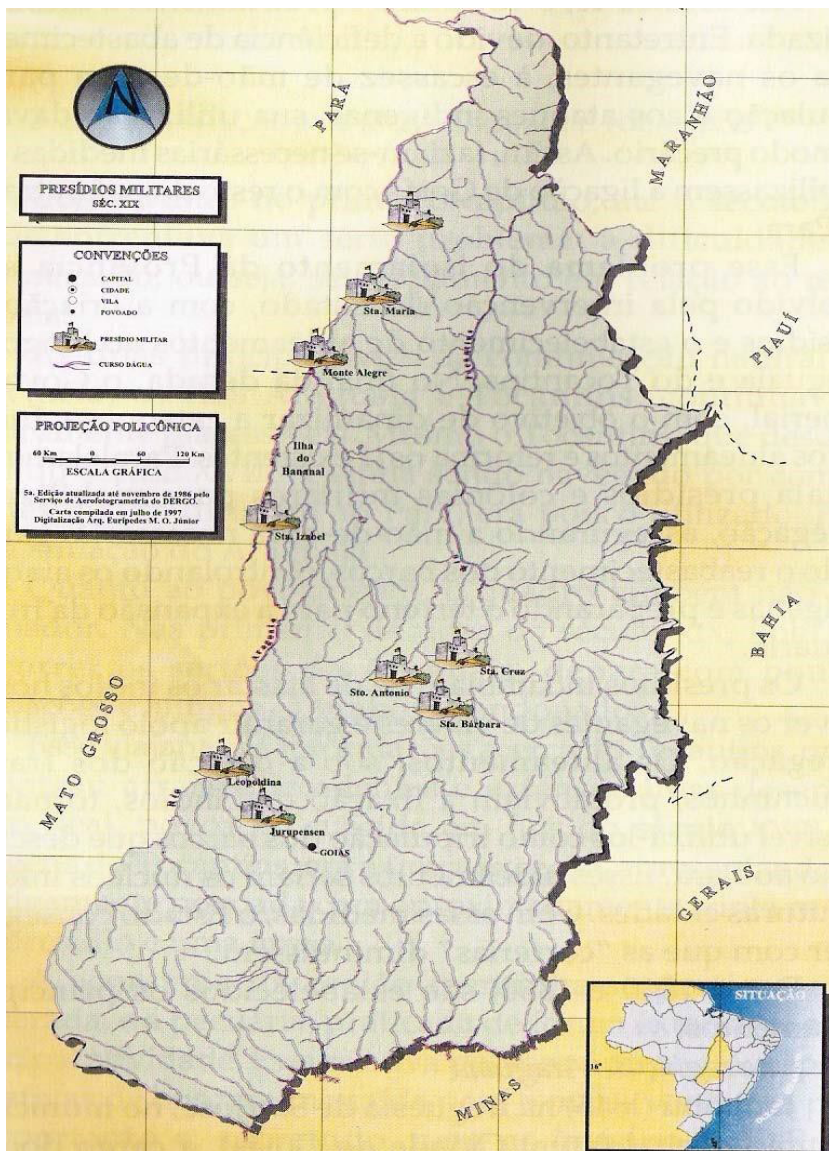 N
PRESÍDIOS MILITARES
SÉC. XIX
CONVENÇÕES
CAPITAL
CIDADE
VILA
POVOADO
PRESÍDIO MILITAR
CURSO DÁGUA
PROJEÇÃO POLICÔNICA
60 Km 0 60 120 Km
ESCALA GRÁFICA
5a. Edição atualizada até novembro de 1986 pelo
Serviço de Aerofotogrametria do DERGO.
Carta compilada em julho de 1997
Digitalização Arq. Eurípedes M. O. Júnior
PARÁ
MARANHÃO
PIAUÍ
BAHIA
MATO GROSSO
GERAIS
MINAS
Sta. Maria
Monte Alegre
Ilha
do
Bananal
Sta. Izabel
Sta. Cruz
Sto. Antonio
Sta. Bárbara
Leopoldina
Rio
Jurupensen
GOIÁS
SITUAÇÃO
16°